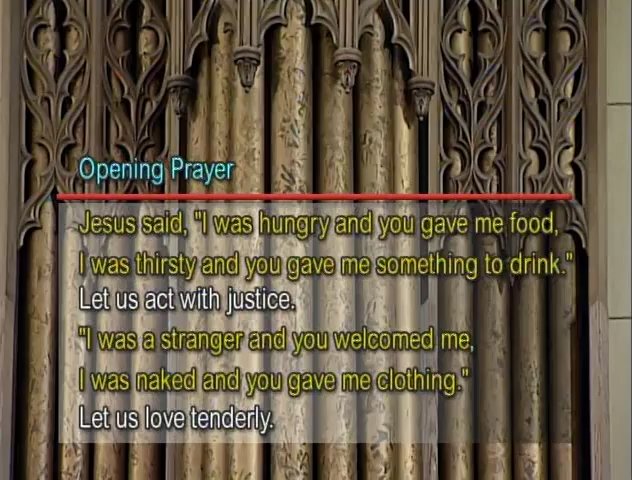 Opening Prayer
Jesus said, "I was hungry and you gave me food,
I was thirsty and you gave me something to drink."
Let us act with justice.
"I was a stranger and you welcomed me,
I was naked and you gave me clothing."
Let us love tenderly.